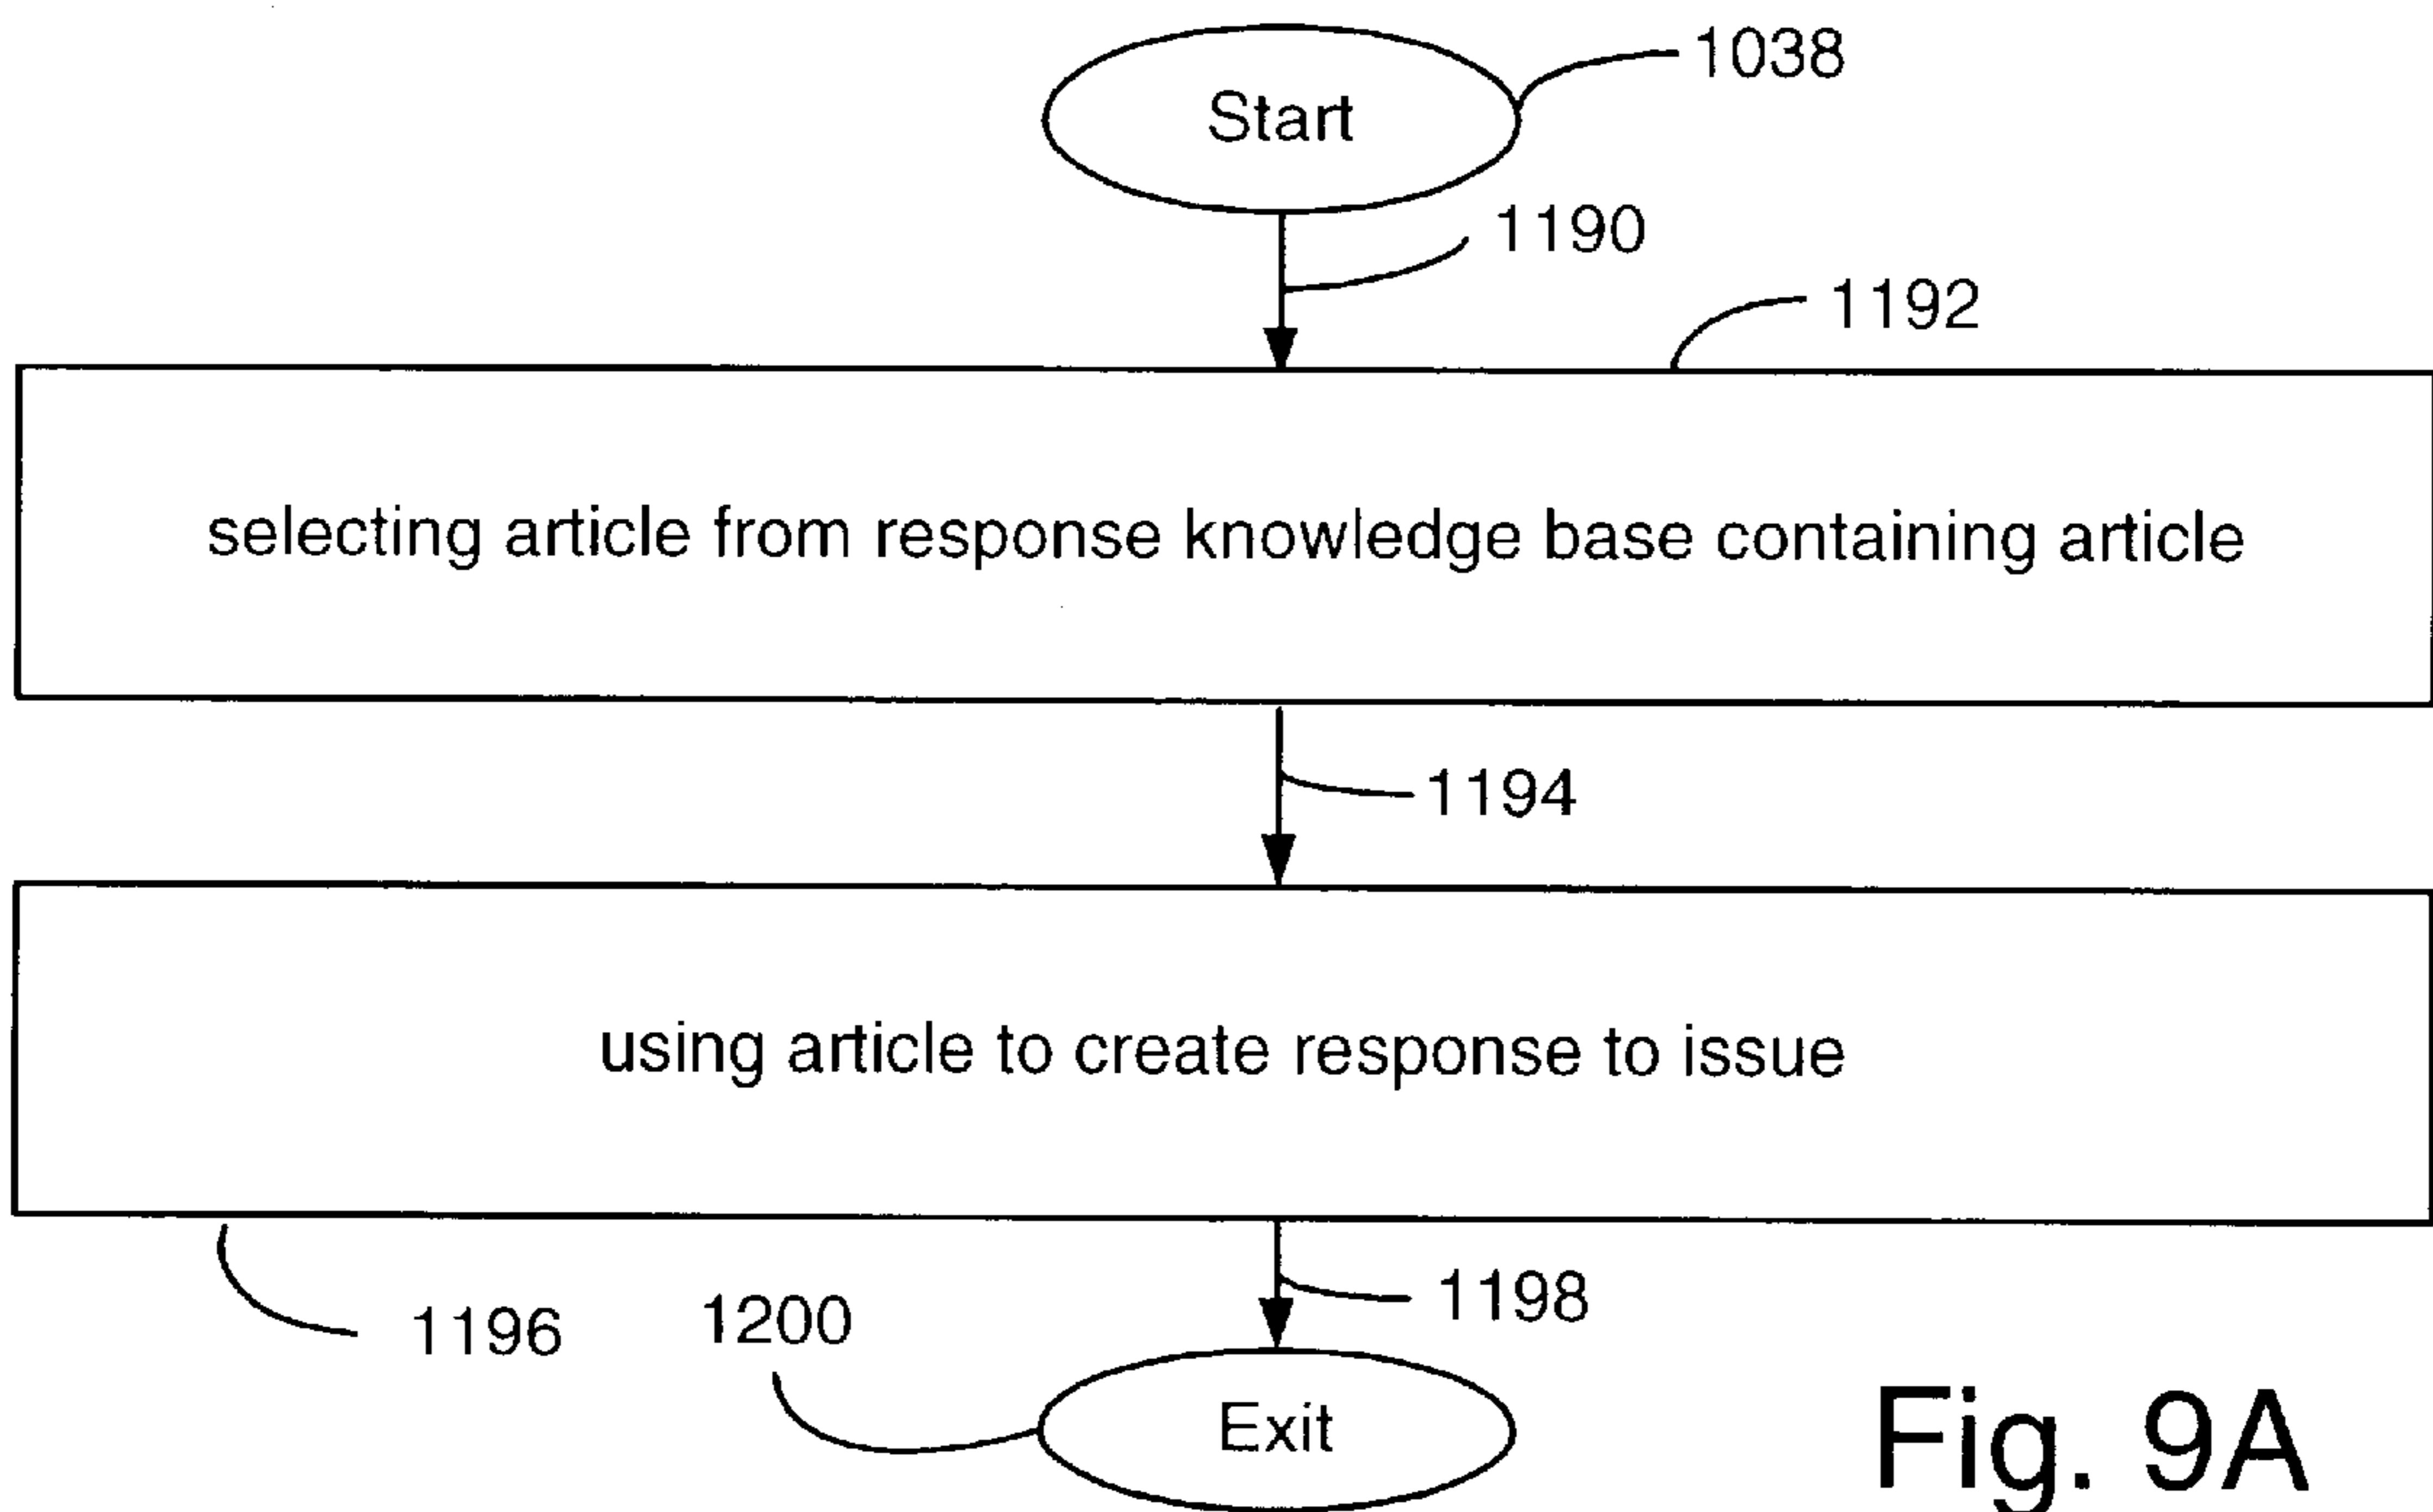 1038
Start
1190
1192
selecting article from response knowledge base containing article
1194
using article to create response to issue
1198
1196
1200
Exit
Fig. 9A